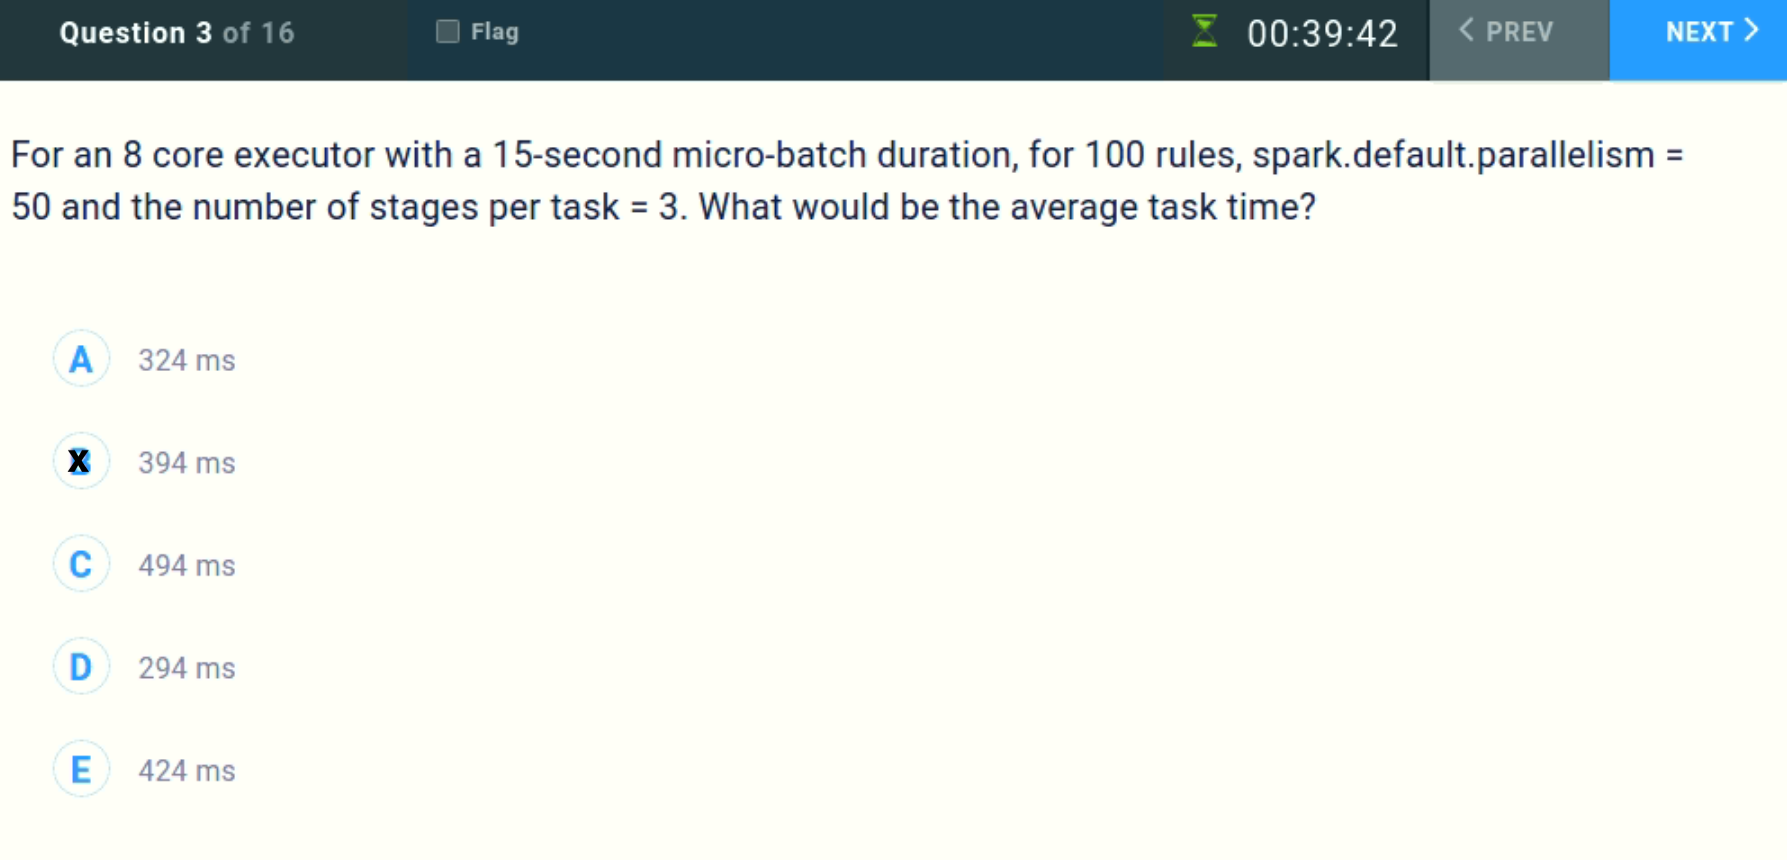 Question 3 of 16
Flag
00:39:42
< PREV
NEXT >
For an 8 core executor with a 15-second micro-batch duration, for 100 rules, spark.default.parallelism =
50 and the number of stages per task = 3. What would be the average task time?
A 324 ms
X 394 ms
C 494 ms
D 294 ms
E 424 ms